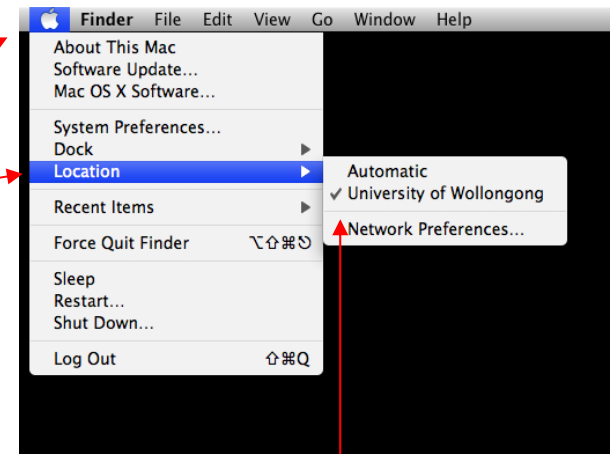 Finder File Edit View Go Window Help
About This Mac
Software Update...
Mac OS X Software...
System Preferences...
Dock
Location
Automatic
✓ University of Wollongong
Network Preferences...
Recent Items
Force Quit Finder ⌥⇧⌘⎋
Sleep
Restart...
Shut Down...
Log Out ⇧⌘Q